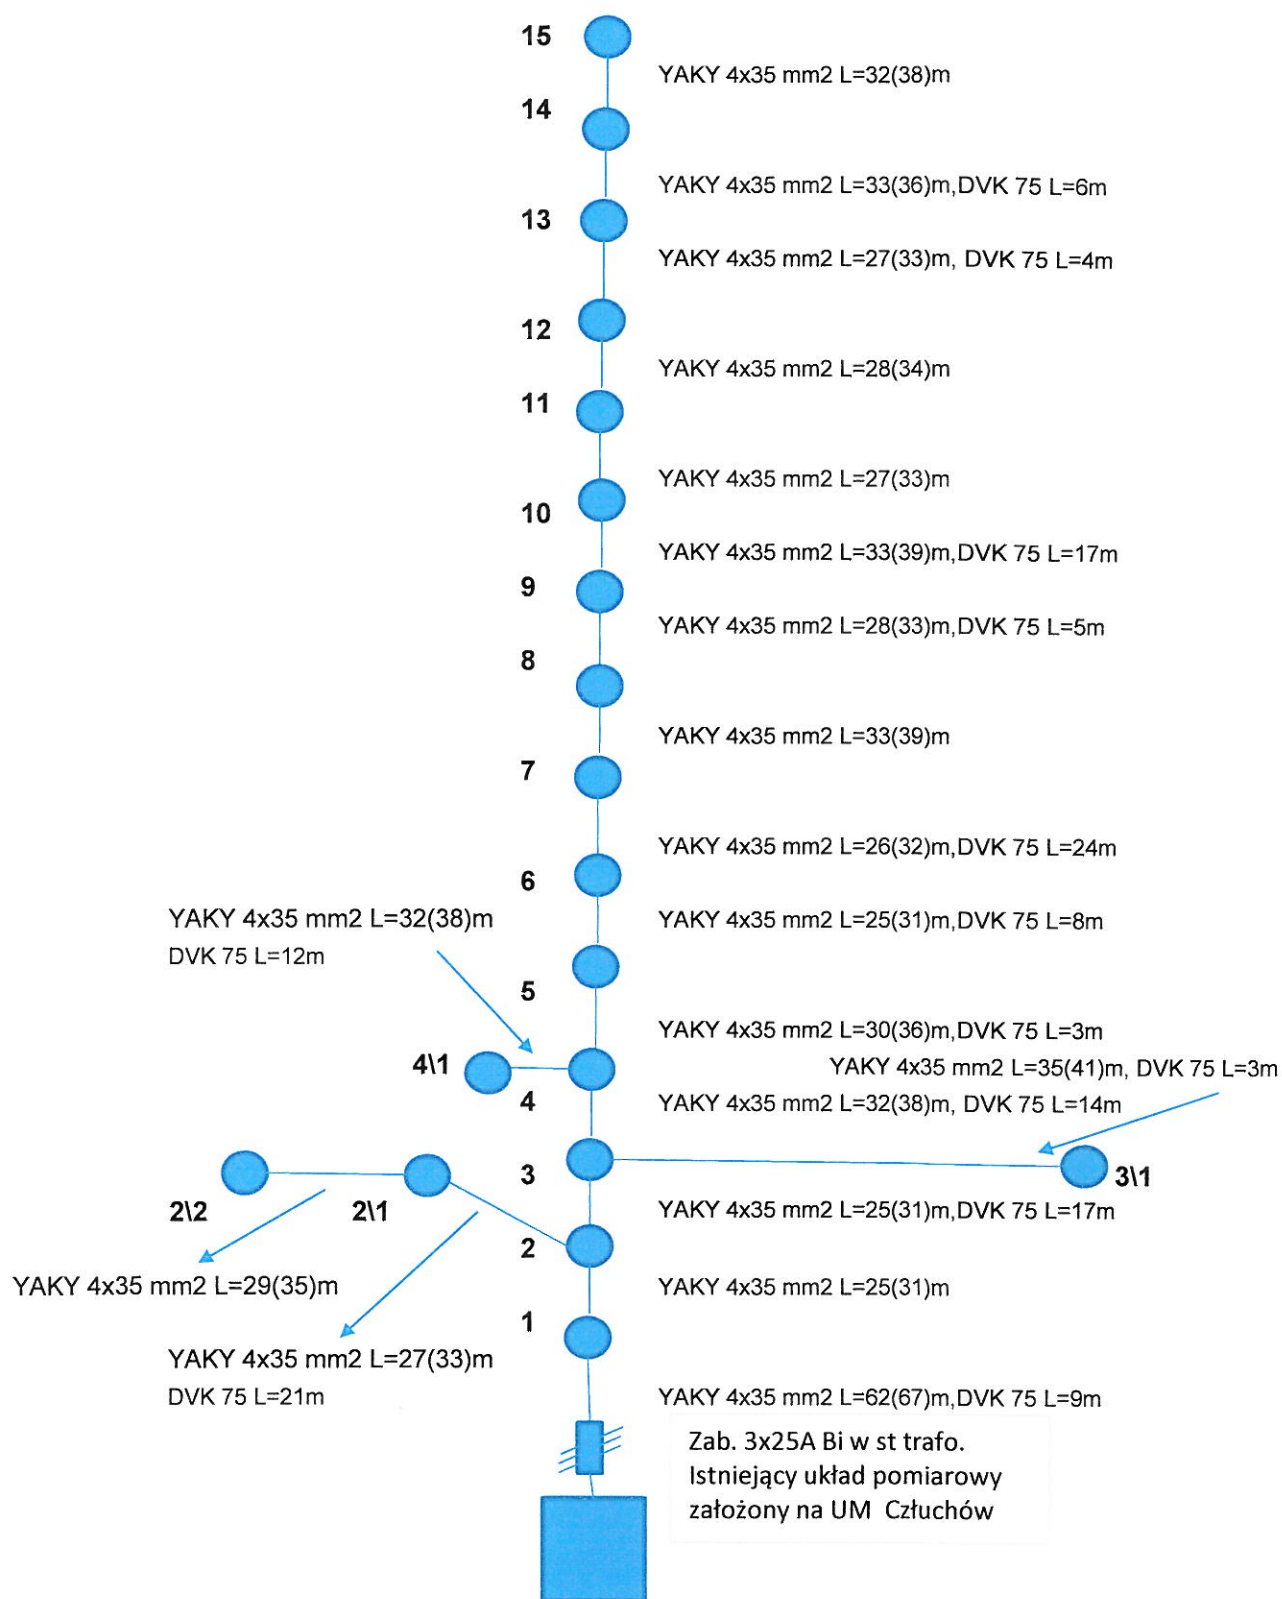 15
YAKY 4x35 mm2 L=32(38)m
14
YAKY 4x35 mm2 L=33(36)m,DVK 75 L=6m
13
YAKY 4x35 mm2 L=27(33)m, DVK 75 L=4m
12
YAKY 4x35 mm2 L=28(34)m
11
YAKY 4x35 mm2 L=27(33)m
10
YAKY 4x35 mm2 L=33(39)m,DVK 75 L=17m
9
YAKY 4x35 mm2 L=28(33)m,DVK 75 L=5m
8
YAKY 4x35 mm2 L=33(39)m
7
YAKY 4x35 mm2 L=26(32)m,DVK 75 L=24m
6
YAKY 4x35 mm2 L=32(38)m
DVK 75 L=12m
YAKY 4x35 mm2 L=25(31)m,DVK 75 L=8m
5
YAKY 4x35 mm2 L=30(36)m,DVK 75 L=3m
4\1
YAKY 4x35 mm2 L=35(41)m, DVK 75 L=3m
4
YAKY 4x35 mm2 L=32(38)m, DVK 75 L=14m
3
3\1
2\2
2\1
YAKY 4x35 mm2 L=25(31)m,DVK 75 L=17m
2
YAKY 4x35 mm2 L=29(35)m
YAKY 4x35 mm2 L=25(31)m
1
YAKY 4x35 mm2 L=27(33)m
DVK 75 L=21m
YAKY 4x35 mm2 L=62(67)m,DVK 75 L=9m
Zab. 3x25A Bi w st trafo.
Istniejący układ pomiarowy
założony na UM Człuchów